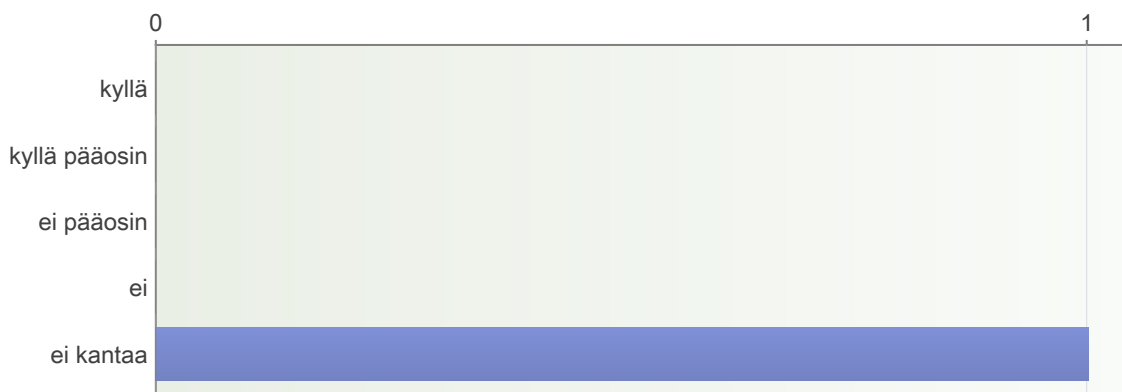 0 1
kyllä
kyllä pääosin
ei pääosin
ei
ei kantaa